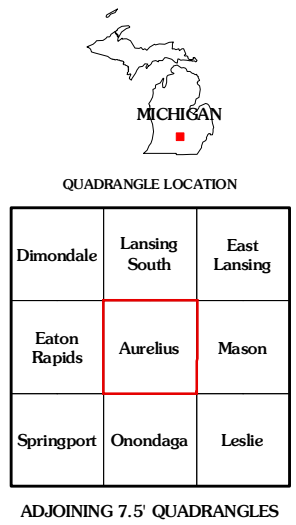 MICHIGAN
QUADRANGLE LOCATION
Dimondale
Lansing
South
East
Lansing
Eaton
Rapids
Aurelius
Mason
Springport
Onondaga
Leslie
ADJOINING 7.5' QUADRANGLES